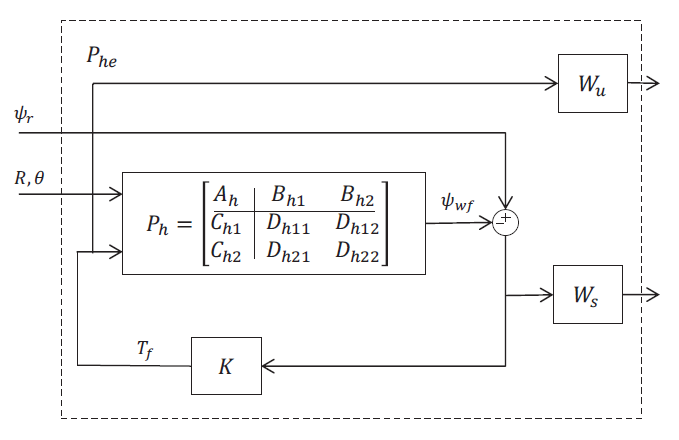 P_he
W_u
ψ_r
R, θ
P_h = [ A_h | B_h1 B_h2
C_h1 | D_h11 D_h12
C_h2 | D_h21 D_h22 ]
ψ_wf
- +
W_s
T_f
K